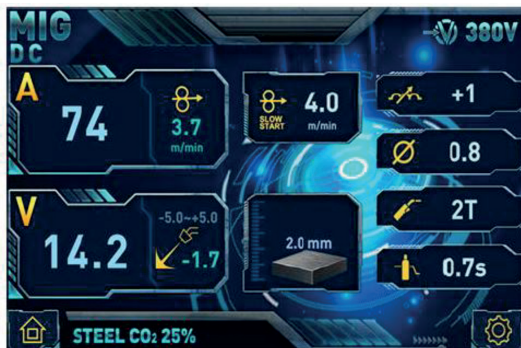 MIG
DC
380V
A
74
3.7
m/min
SLOW
START
4.0
m/min
+1
0.8
V
14.2
-5.0~+5.0
-1.7
2.0 mm
2T
0.7s
STEEL CO₂ 25%